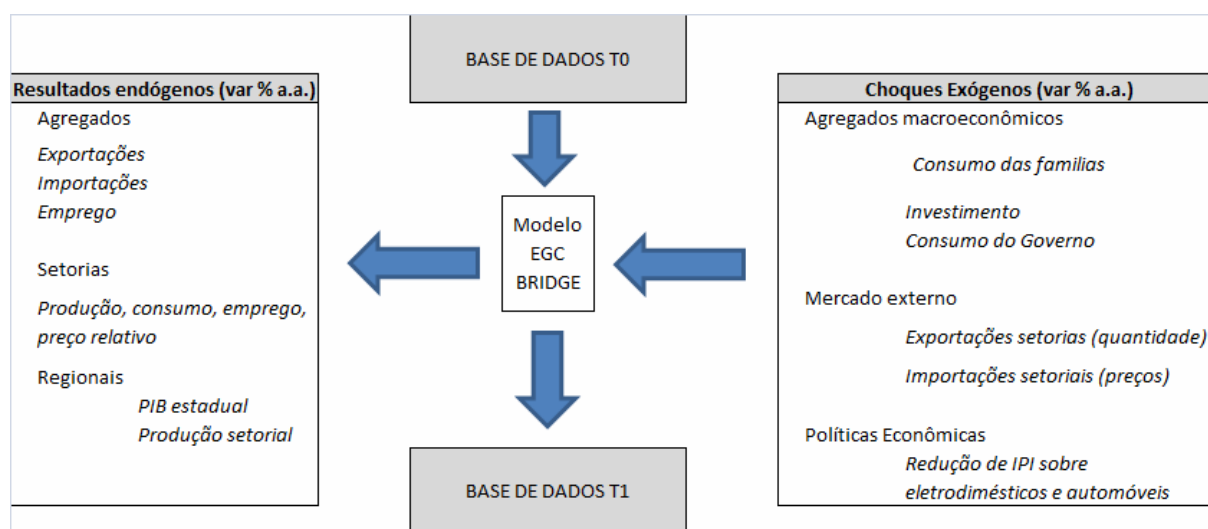 BASE DE DADOS T0
Resultados endógenos (var % a.a.)
Agregados
Exportações
Importações
Emprego
Setorias
Produção, consumo, emprego,
preço relativo
Regionais
PIB estadual
Produção setorial
Modelo
EGC
BRIDGE
Choques Exógenos (var % a.a.)
Agregados macroeconômicos
Consumo das familias
Investimento
Consumo do Governo
Mercado externo
Exportações setorias (quantidade)
Importações setoriais (preços)
Políticas Econômicas
Redução de IPI sobre
eletrodimésticos e automóveis
BASE DE DADOS T1